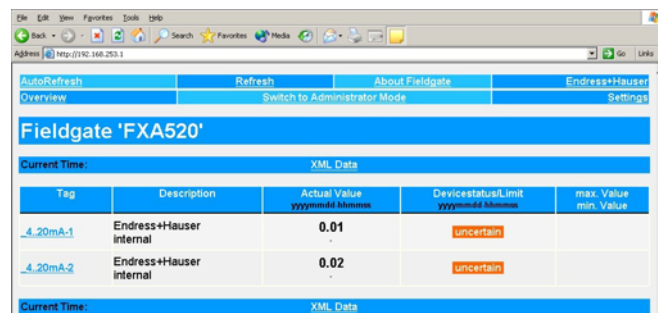 File Edit View Favorites Tools Help
Back Search Favorites Media
Address http://192.168.253.1 Go Links
AutoRefresh Refresh About Fieldgate Endress+Hauser
Overview Switch to Administrator Mode Settings
Fieldgate 'FXA520'
Current Time: XML Data
Tag Description Actual Value Devicestatus/Limit max. Value
yyyymmdd hhmmss yyyymmdd hhmmss min. Value
_4..20mA-1 Endress+Hauser 0.01 uncertain
internal -
_4..20mA-2 Endress+Hauser 0.02 uncertain
internal -
Current Time: XML Data